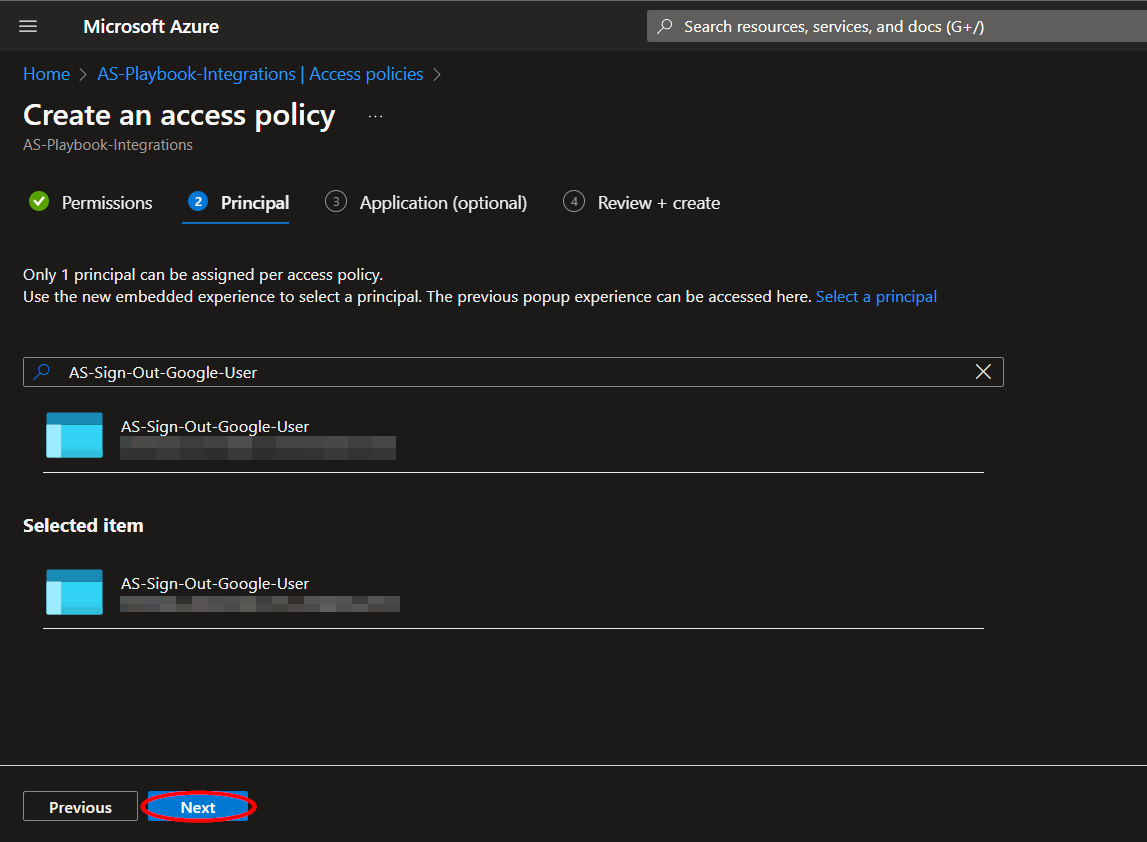 Microsoft Azure
Search resources, services, and docs (G+/)
Home > AS-Playbook-Integrations | Access policies >
Create an access policy ...
AS-Playbook-Integrations
Permissions
2 Principal
3 Application (optional)
4 Review + create
Only 1 principal can be assigned per access policy.
Use the new embedded experience to select a principal. The previous popup experience can be accessed here. Select a principal
AS-Sign-Out-Google-User
AS-Sign-Out-Google-User
Selected item
AS-Sign-Out-Google-User
Previous
Next